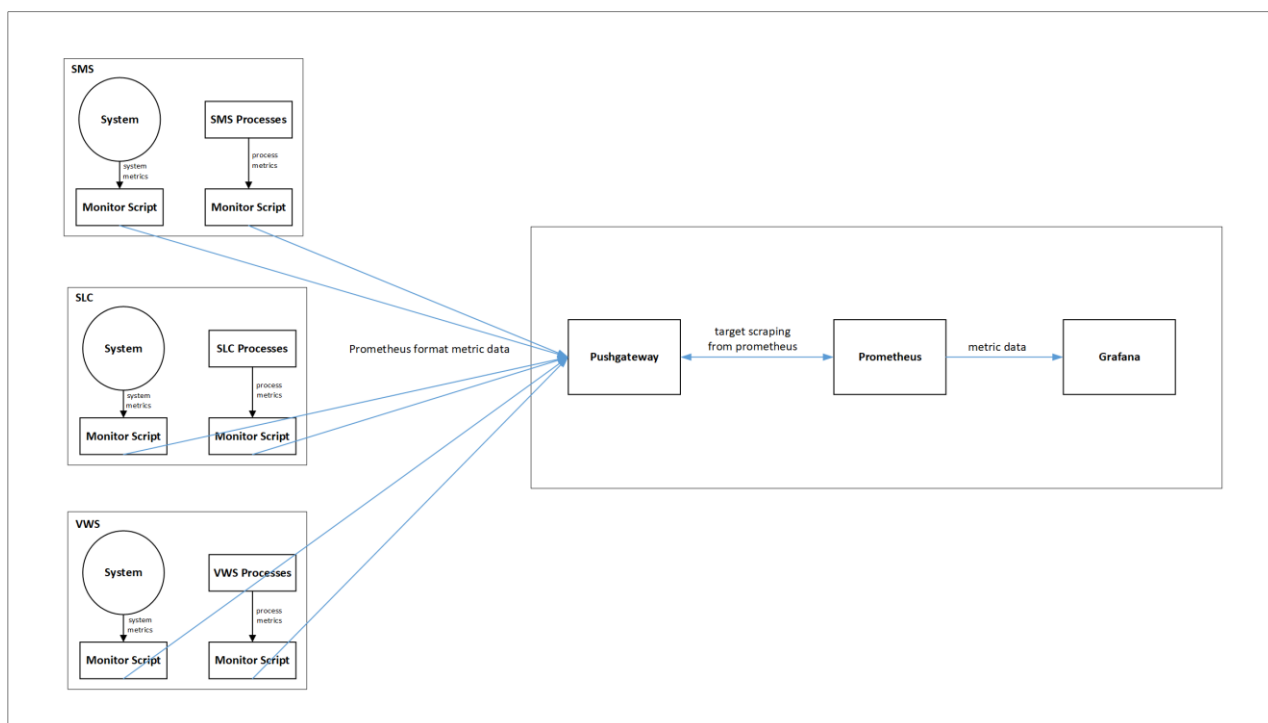 SMS
System
SMS Processes
system
metrics
process
metrics
Monitor Script
Monitor Script
SLC
System
SLC Processes
system
metrics
process
metrics
Monitor Script
Monitor Script
VWS
System
VWS Processes
system
metrics
process
metrics
Monitor Script
Monitor Script
Prometheus format metric data
Pushgateway
target scraping
from prometheus
Prometheus
metric data
Grafana